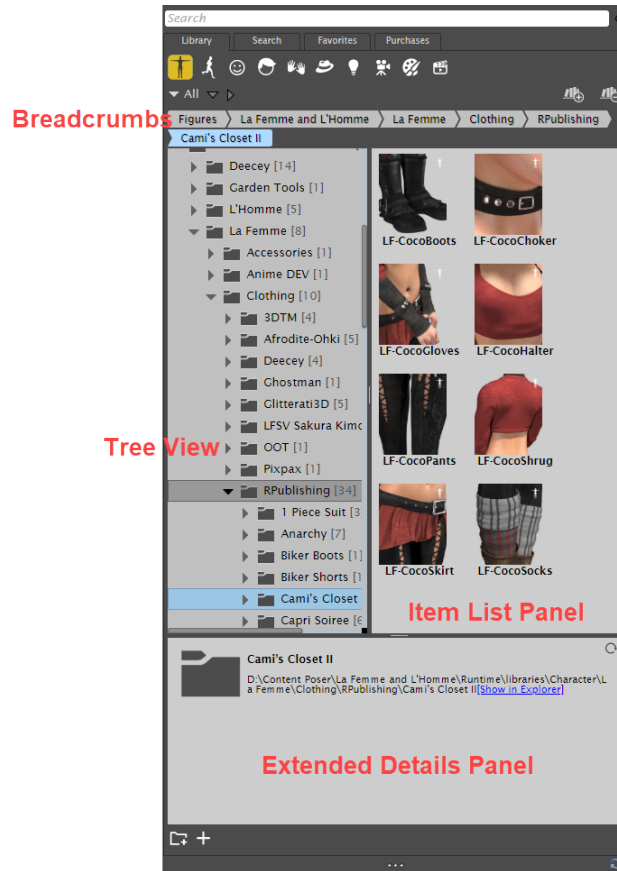 Search
Library Search Favorites Purchases
All
Breadcrumbs
Figures La Femme and L'Homme La Femme Clothing RPublishing
Cami's Closet II
Deecey [14]
Garden Tools [1]
L'Homme [5]
La Femme [8]
Accessories [1]
Anime DEV [1]
Clothing [10]
3DTM [4]
Afrodite-Ohki [5]
Deecey [4]
Ghostman [1]
Glitterati3D [5]
LFSV Sakura Kimo
Tree View
OOT [1]
Pixpax [1]
RPublishing [34]
1 Piece Suit [3
Anarchy [7]
Biker Boots [1]
Biker Shorts [1
Cami's Closet
Capri Soiree [6
LF-CocoBoots LF-CocoChoker
LF-CocoGloves LF-CocoHalter
LF-CocoPants LF-CocoShrug
LF-CocoSkirt LF-CocoSocks
Item List Panel
Cami's Closet II
D:\Content Poser\La Femme and L'Homme\Runtime\libraries\Character\L
a Femme\Clothing\RPublishing\Cami's Closet II[Show in Explorer]
Extended Details Panel